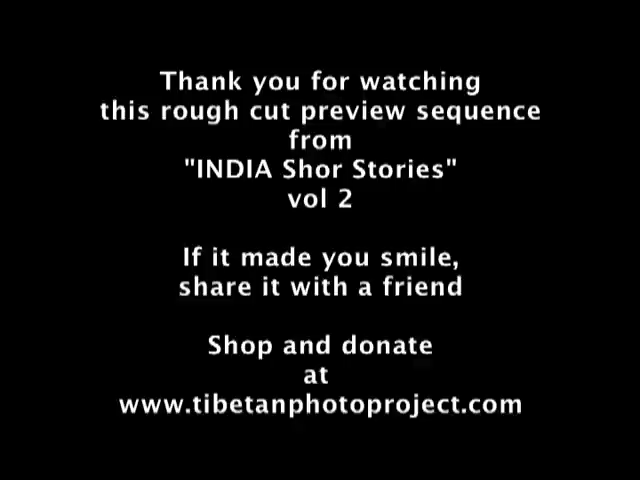 Thank you for watching
this rough cut preview sequence
from
"INDIA Shor Stories"
vol 2
If it made you smile,
share it with a friend
Shop and donate
at
www.tibetanphotoproject.com